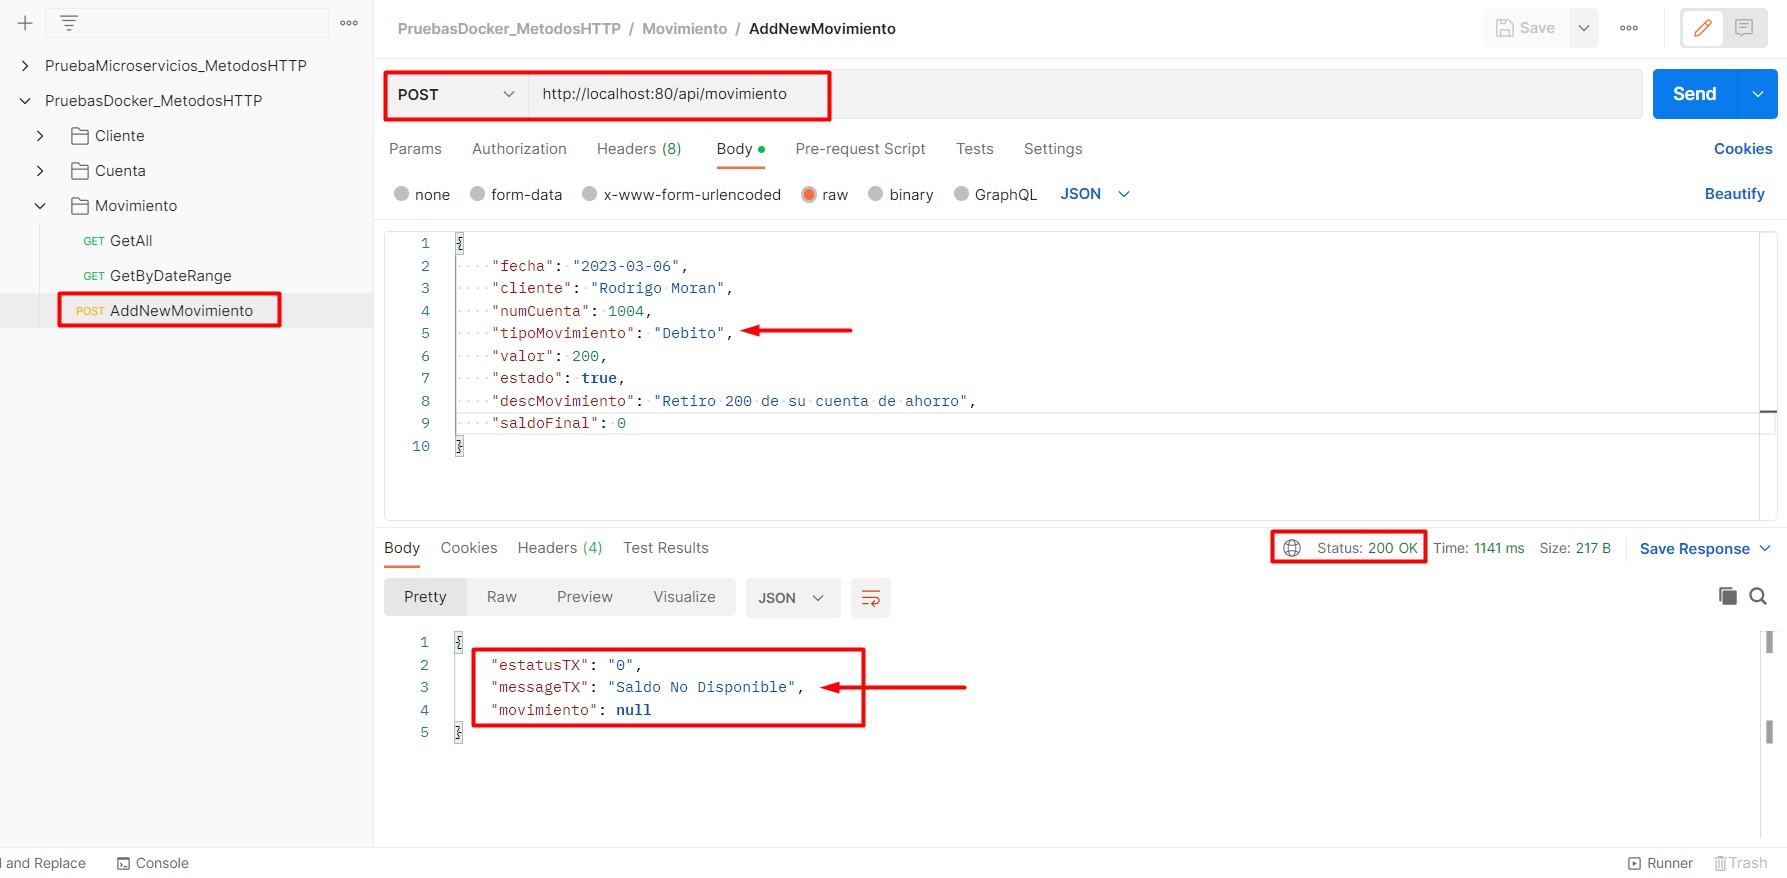 PruebaMicroservicios_MetodosHTTP
PruebasDocker_MetodosHTTP
Cliente
Cuenta
Movimiento
GET GetAll
GET GetByDateRange
POST AddNewMovimiento
PruebasDocker_MetodosHTTP / Movimiento / AddNewMovimiento
Save
POST http://localhost:80/api/movimiento
Send
Params Authorization Headers (8) Body Pre-request Script Tests Settings Cookies
none form-data x-www-form-urlencoded raw binary GraphQL JSON Beautify
1 {
2 "fecha": "2023-03-06",
3 "cliente": "Rodrigo Moran",
4 "numCuenta": 1004,
5 "tipoMovimiento": "Debito",
6 "valor": 200,
7 "estado": true,
8 "descMovimiento": "Retiro 200 de su cuenta de ahorro",
9 "saldoFinal": 0
10 }
Body Cookies Headers (4) Test Results Status: 200 OK Time: 1141 ms Size: 217 B Save Response
Pretty Raw Preview Visualize JSON
1 {
2 "estatusTX": "0",
3 "messageTX": "Saldo No Disponible",
4 "movimiento": null
5 }
and Replace Console Runner Trash